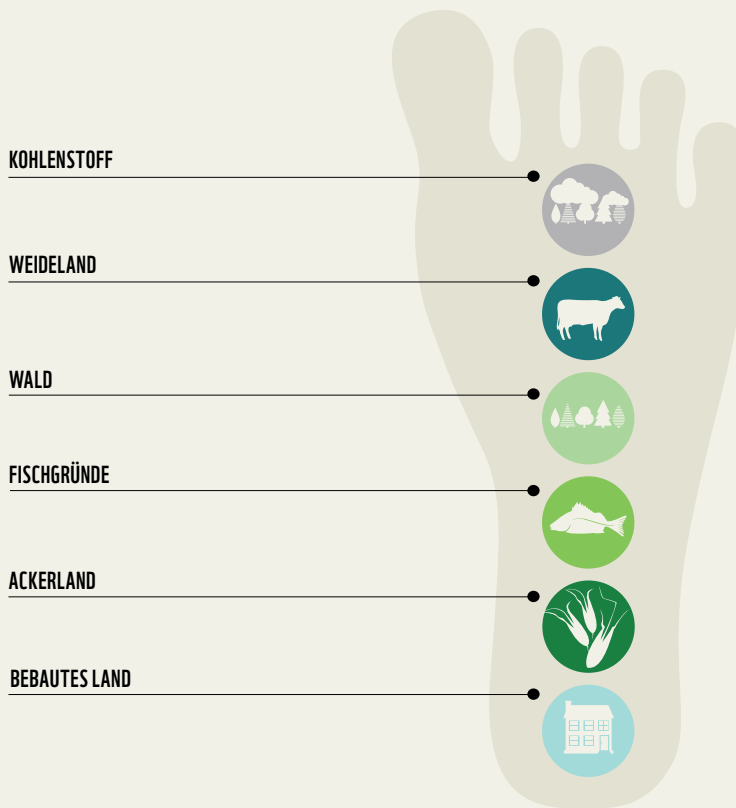 KOHLENSTOFF
WEIDELAND
WALD
FISCHGRÜNDE
ACKERLAND
BEBAUTES LAND